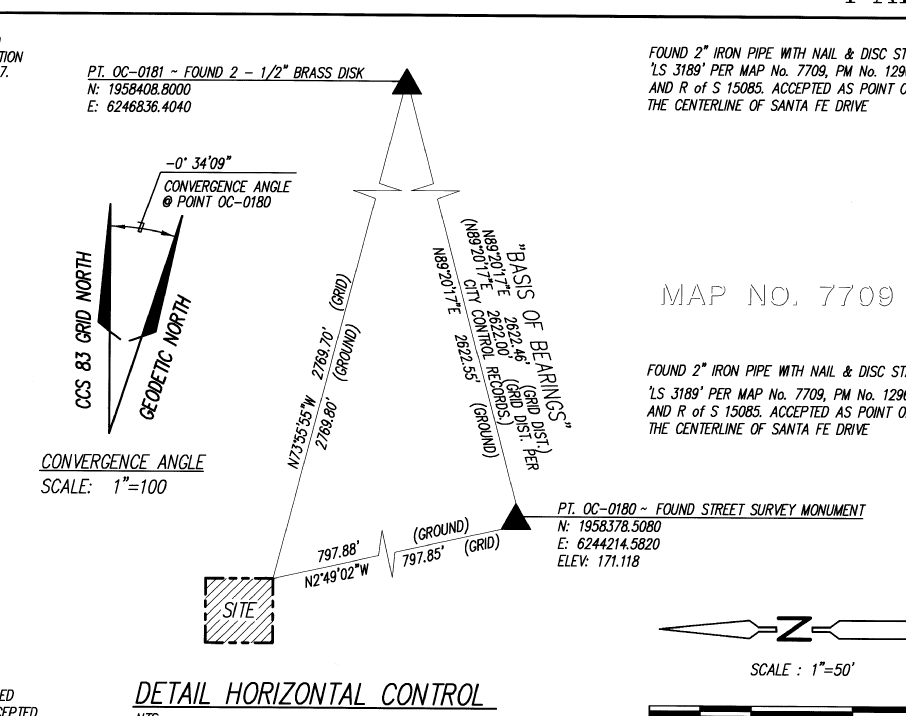 TION
7.
PT. OC-0181 ~ FOUND 2 - 1/2" BRASS DISK
N: 1958408.8000
E: 6246836.4040
FOUND 2" IRON PIPE WITH NAIL & DISC ST
'LS 3189' PER MAP No. 7709, PM No. 129
AND R of S 15085. ACCEPTED AS POINT O
THE CENTERLINE OF SANTA FE DRIVE
-0° 34'09"
CONVERGENCE ANGLE
@ POINT OC-0180
CCS 83 GRID NORTH
GEODETIC NORTH
CONVERGENCE ANGLE
SCALE: 1"=100
N73°55'55"W 2769.70' (GRID)
2769.80' (GROUND)
"BASIS OF BEARINGS"
N89°20'17"E 2622.46' (GRID DIST.)
(N89°20'17"E 2622.00' (GRID DIST. PER
CITY CONTROL RECORDS.)
N89°20'17"E 2622.55' (GROUND)
MAP NO. 7709
FOUND 2" IRON PIPE WITH NAIL & DISC ST
'LS 3189' PER MAP No. 7709, PM No. 129
AND R of S 15085. ACCEPTED AS POINT O
THE CENTERLINE OF SANTA FE DRIVE
PT. OC-0180 ~ FOUND STREET SURVEY MONUMENT
N: 1958378.5080
E: 6244214.5820
ELEV: 171.118
797.88' (GROUND)
N2°49'02"W 797.85' (GRID)
SITE
N
SCALE : 1"=50'
DETAIL HORIZONTAL CONTROL
NTS
ED
CEPTED